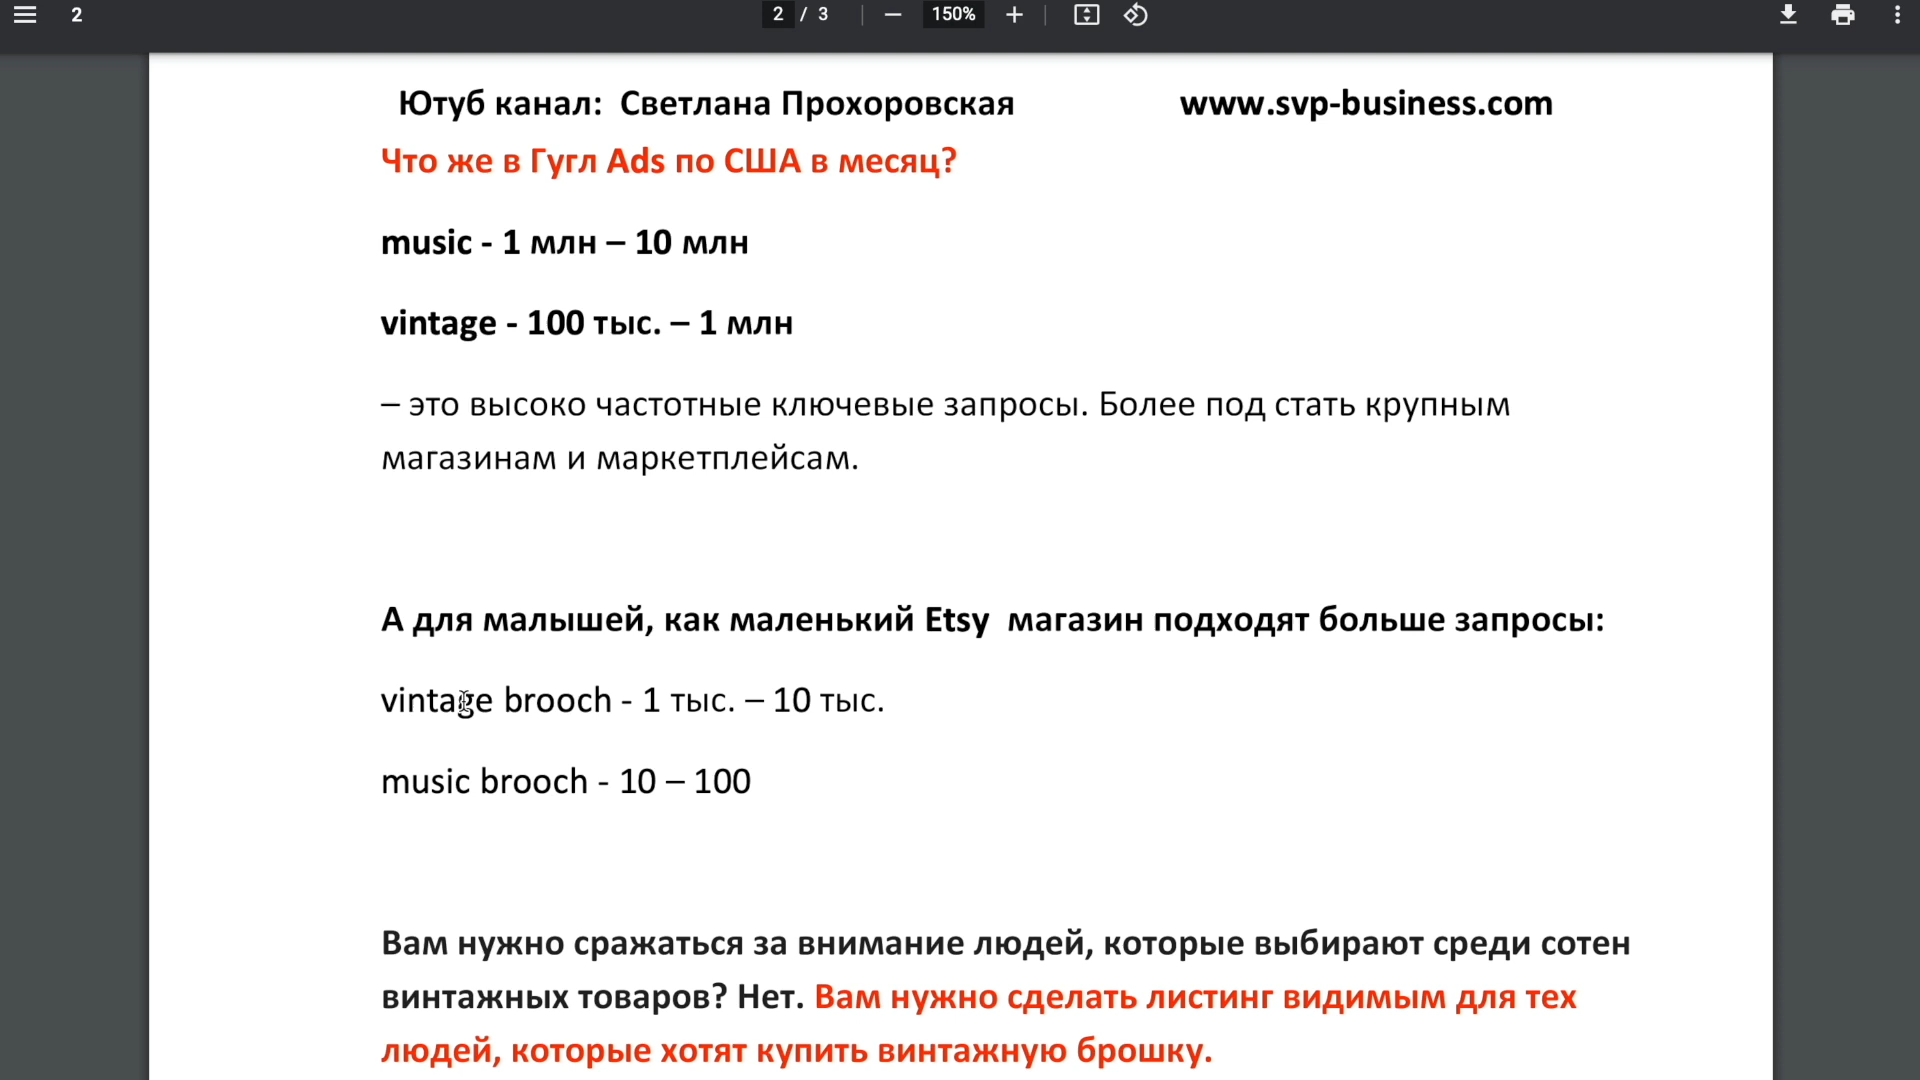 2
2 / 3
150%
Ютуб канал: Светлана Прохоровская www.svp-business.com
Что же в Гугл Ads по США в месяц?
music - 1 млн – 10 млн
vintage - 100 тыс. – 1 млн
– это высоко частотные ключевые запросы. Более под стать крупным
магазинам и маркетплейсам.
А для малышей, как маленький Etsy магазин подходят больше запросы:
vintage brooch - 1 тыс. – 10 тыс.
music brooch - 10 – 100
Вам нужно сражаться за внимание людей, которые выбирают среди сотен
винтажных товаров? Нет. Вам нужно сделать листинг видимым для тех
людей, которые хотят купить винтажную брошку.